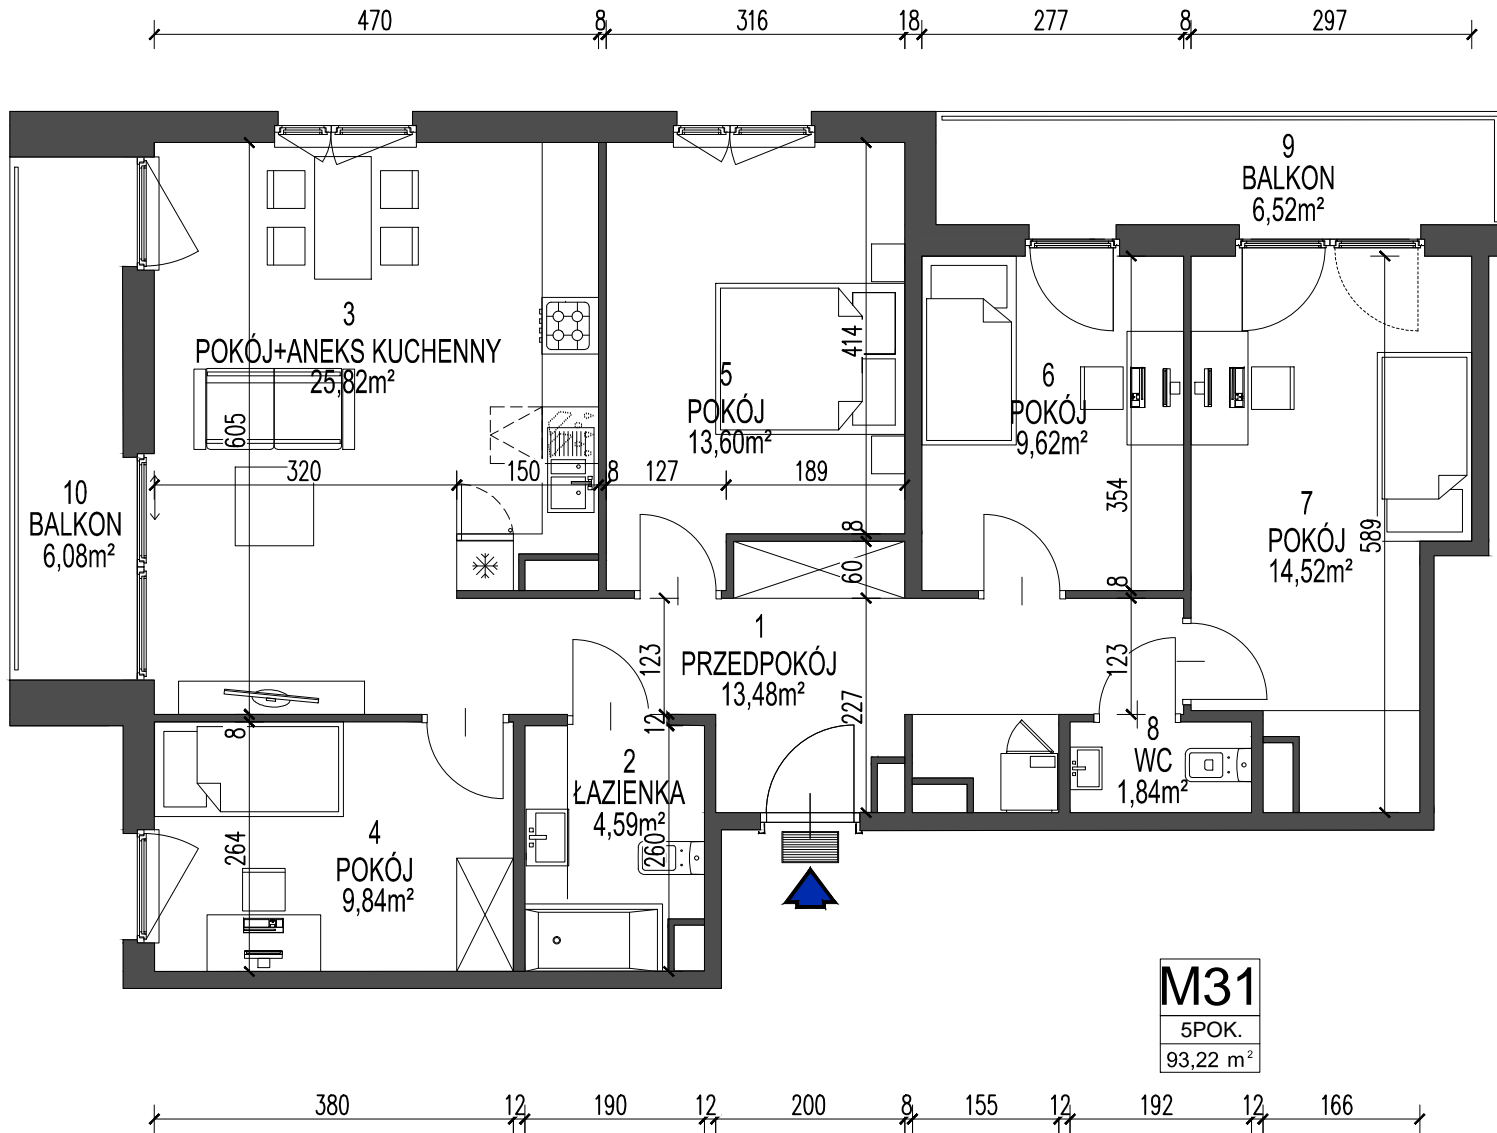 470
8
316
18
277
8
297
9
BALKON
6,52m²
3
POKÓJ+ANEKS KUCHENNY
25,82m²
605
5
POKÓJ
13,60m²
414
6
POKÓJ
9,62m²
354
7
POKÓJ
14,52m²
589
10
BALKON
6,08m²
320
150
8
127
189
8
60
8
1
PRZEDPOKÓJ
13,48m²
123
227
123
12
8
2
ŁAZIENKA
4,59m²
260
8
WC
1,84m²
4
POKÓJ
9,84m²
264
M31
5POK.
93,22 m²
380
12
190
12
200
8
155
12
192
12
166